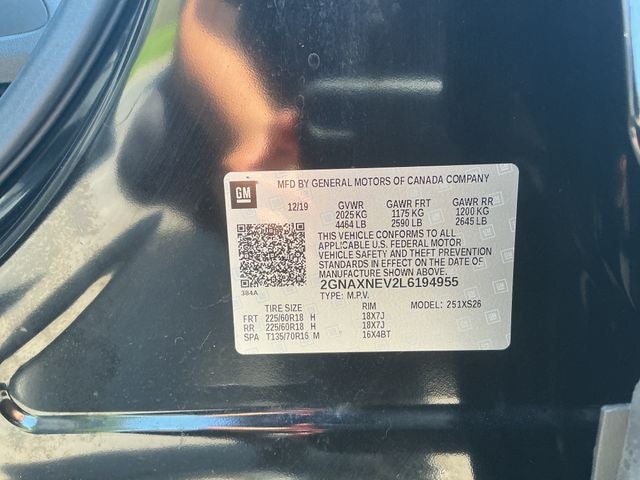 GM
MFD BY GENERAL MOTORS OF CANADA COMPANY
12/19 GVWR GAWR FRT GAWR RR
2025 KG 1175 KG 1200 KG
4464 LB 2590 LB 2645 LB
THIS VEHICLE CONFORMS TO ALL
APPLICABLE U.S. FEDERAL MOTOR
VEHICLE SAFETY AND THEFT PREVENTION
STANDARDS IN EFFECT ON THE DATE OF
MANUFACTURE SHOWN ABOVE.
384A
2GNAXNEV2L6194955
TYPE: M.P.V. MODEL: 251XS26
TIRE SIZE RIM
FRT 225/60R18 H 18X7J
RR 225/60R18 H 18X7J
SPA T135/70R16 M 16X4BT